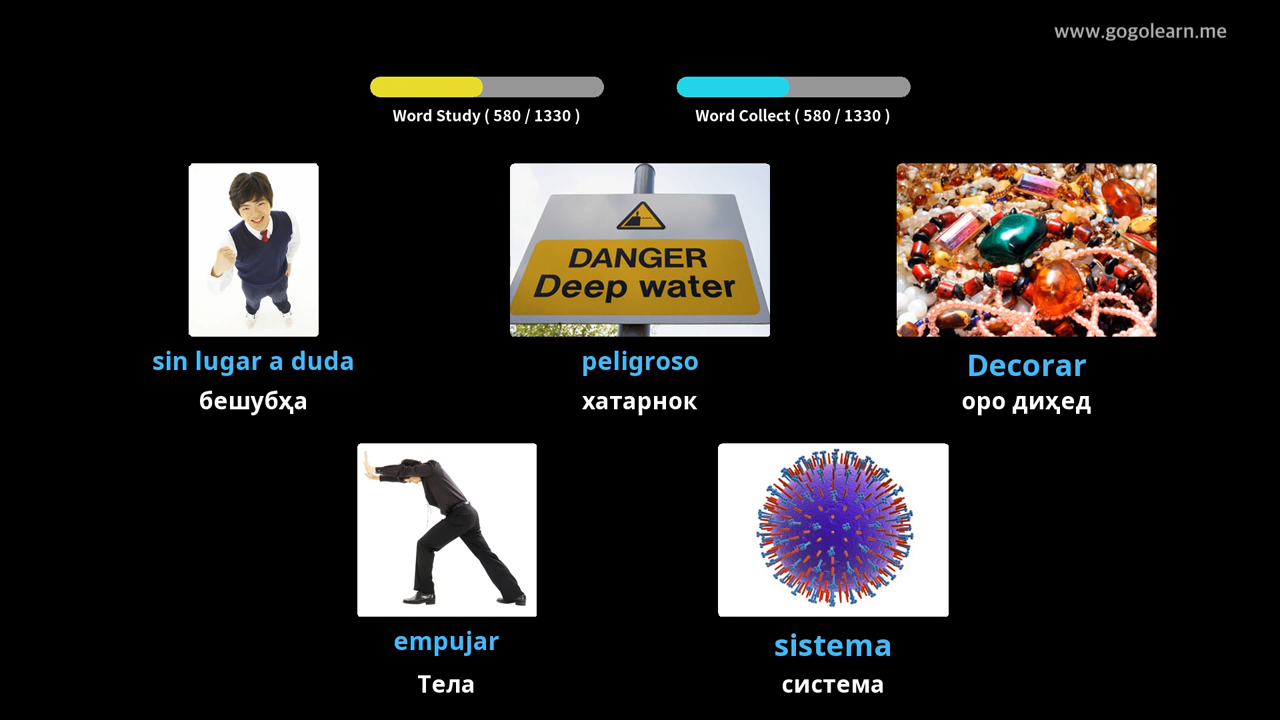 www.gogolearn.me
Word Study ( 580 / 1330 )
Word Collect ( 580 / 1330 )
DANGER
Deep water
sin lugar a duda
peligroso
Decorar
бешубҳа
хатарнок
оро диҳед
empujar
sistema
Тела
система